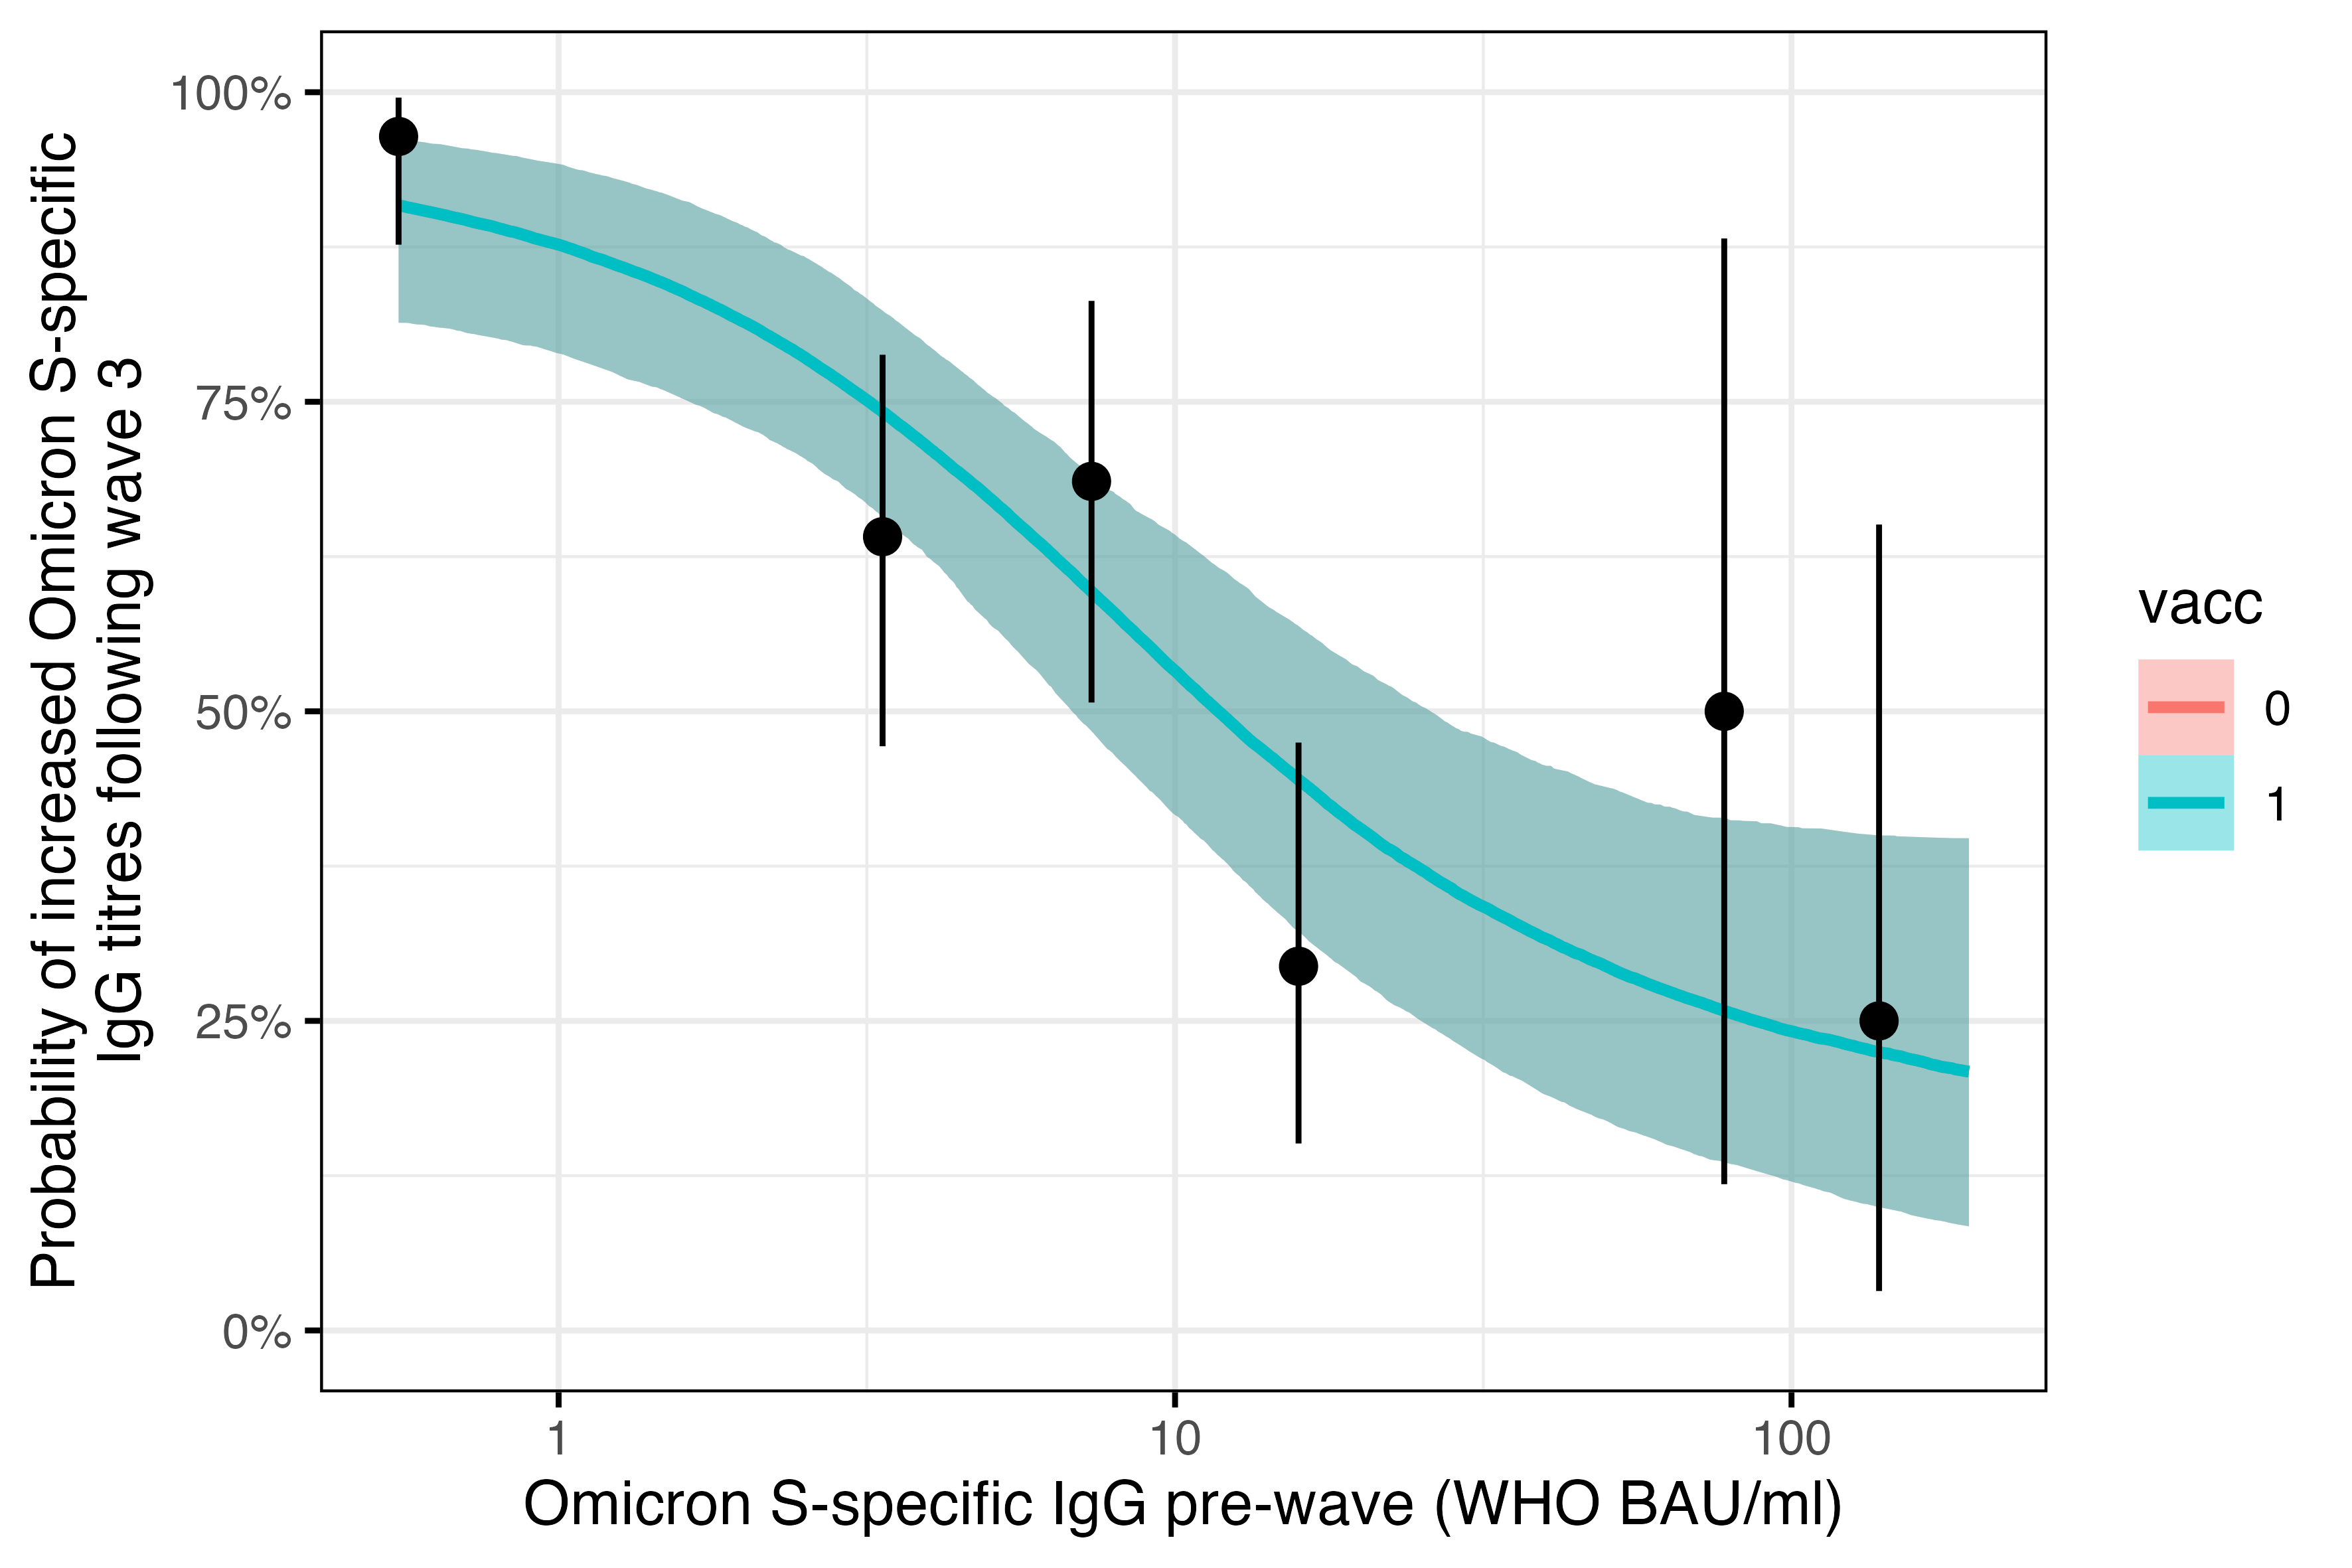 Probability of increased Omicron S-specific
IgG titres following wave 3
100%
75%
50%
25%
0%
1
10
100
Omicron S-specific IgG pre-wave (WHO BAU/ml)
vacc
0
1